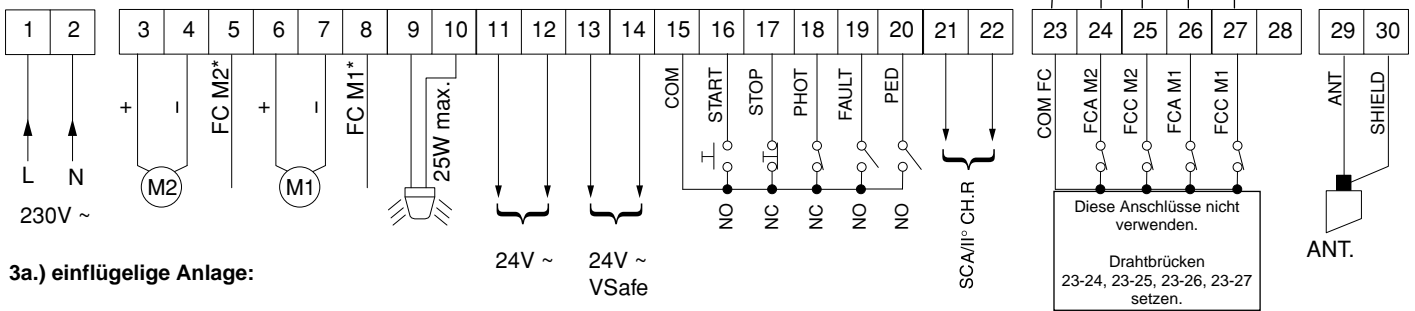 1 2 3 4 5 6 7 8 9 10 11 12 13 14 15 16 17 18 19 20 21 22 23 24 25 26 27 28 29 30
+ – FC M2* + – FC M1* 25W max. COM START STOP PHOT FAULT PED COM FC FCA M2 FCC M2 FCA M1 FCC M1 ANT SHIELD
L N M2 M1
230V ~
24V ~
24V ~
VSafe
NO NC NC NO NO
SCA/II° CH.R
Diese Anschlüsse nicht
verwenden.
Drahtbrücken
23-24, 23-25, 23-26, 23-27
setzen.
ANT.
3a.) einflügelige Anlage: